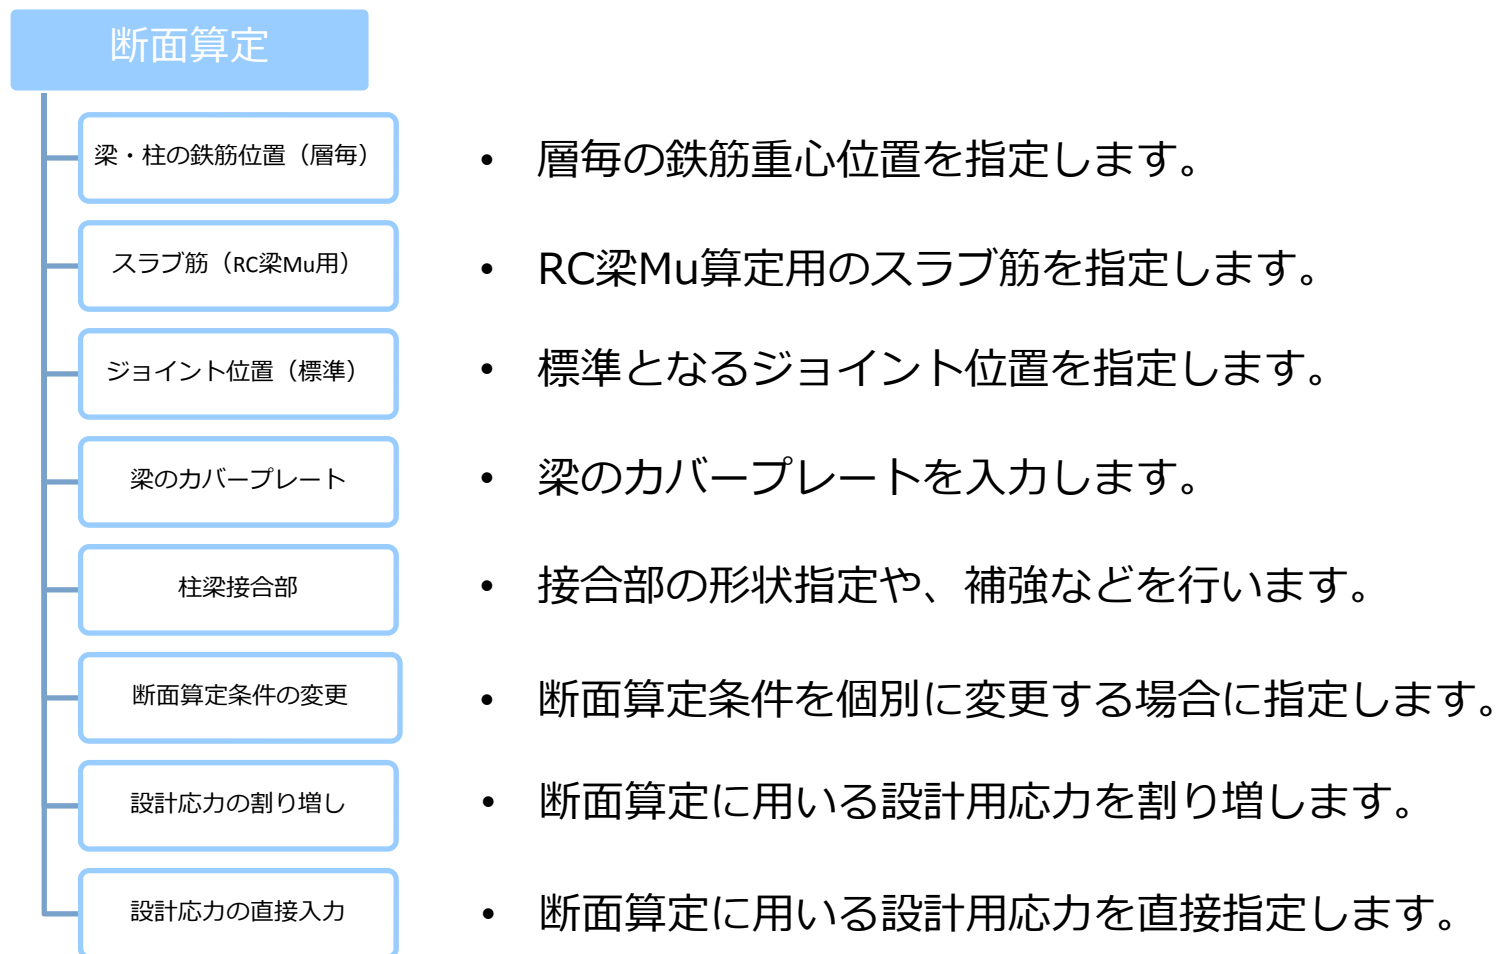 断面算定
梁・柱の鉄筋位置（層毎）
• 層毎の鉄筋重心位置を指定します。
スラブ筋（RC梁Mu用）
• RC梁Mu算定用のスラブ筋を指定します。
ジョイント位置（標準）
• 標準となるジョイント位置を指定します。
梁のカバープレート
• 梁のカバープレートを入力します。
柱梁接合部
• 接合部の形状指定や、補強などを行います。
断面算定条件の変更
• 断面算定条件を個別に変更する場合に指定します。
設計応力の割り増し
• 断面算定に用いる設計用応力を割り増します。
設計応力の直接入力
• 断面算定に用いる設計用応力を直接指定します。